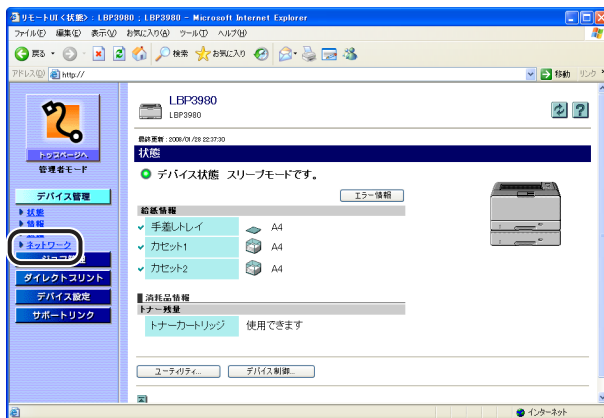 リモートUI <状態> : LBP3980 ; LBP3980 - Microsoft Internet Explorer
ファイル(F) 編集(E) 表示(V) お気に入り(A) ツール(T) ヘルプ(H)
戻る 検索 お気に入り
アドレス(D) http:// 移動 リンク
トップページへ
管理者モード
デバイス管理
状態
情報
ネットワーク
ダイレクトプリント
デバイス設定
サポートリンク
LBP3980
LBP3980
最終更新 : 2008/01/28 22:37:30
状態
デバイス状態 スリープモードです。
エラー情報
給紙情報
手差しトレイ A4
カセット1 A4
カセット2 A4
消耗品情報
トナー残量
トナーカートリッジ 使用できます
ユーティリティ... デバイス制御...
インターネット